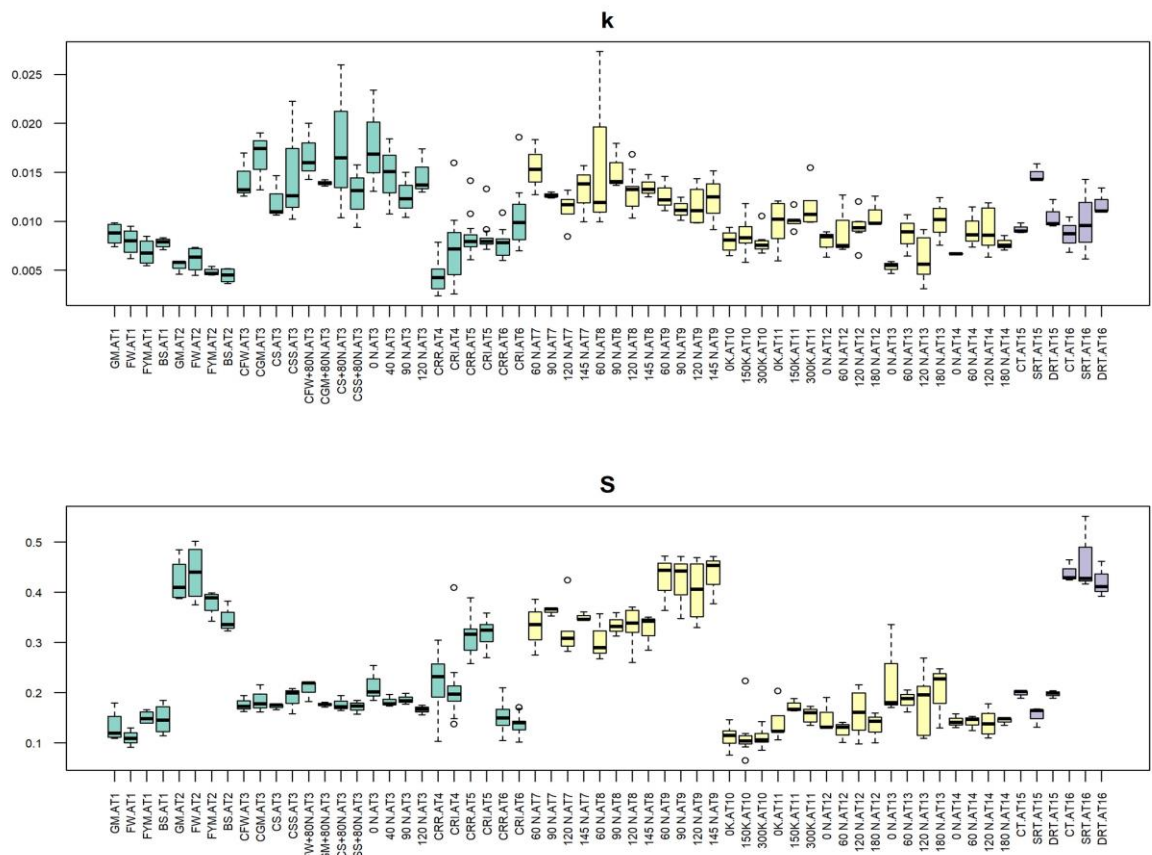 k
0.025
0.020
0.015
0.010
0.005
GM.AT1
FW.AT1
FYM.AT1
BS.AT1
GM.AT2
FW.AT2
FYM.AT2
BS.AT2
CFW.AT3
CGM.AT3
CS.AT3
CSS.AT3
CFW+80N.AT3
CGM+80N.AT3
CS+80N.AT3
CSS+80N.AT3
0 N.AT3
40 N.AT3
90 N.AT3
120 N.AT3
CRR.AT4
CRI.AT4
CRR.AT5
CRI.AT5
CRR.AT6
CRI.AT6
60 N.AT7
90 N.AT7
120 N.AT7
145 N.AT7
60 N.AT8
90 N.AT8
120 N.AT8
145 N.AT8
60 N.AT9
90 N.AT9
120 N.AT9
145 N.AT9
0K.AT10
150K.AT10
300K.AT10
0K.AT11
150K.AT11
300K.AT11
0 N.AT12
60 N.AT12
120 N.AT12
180 N.AT12
0 N.AT13
60 N.AT13
120 N.AT13
180 N.AT13
0 N.AT14
60 N.AT14
120 N.AT14
180 N.AT14
CT.AT15
SRT.AT15
DRT.AT15
CT.AT16
SRT.AT16
DRT.AT16
S
0.5
0.4
0.3
0.2
0.1
GM.AT1
FW.AT1
FYM.AT1
BS.AT1
GM.AT2
FW.AT2
FYM.AT2
BS.AT2
CFW.AT3
CGM.AT3
CS.AT3
CSS.AT3
FW+80N.AT3
GM+80N.AT3
CS+80N.AT3
SS+80N.AT3
0 N.AT3
40 N.AT3
90 N.AT3
120 N.AT3
CRR.AT4
CRI.AT4
CRR.AT5
CRI.AT5
CRR.AT6
CRI.AT6
60 N.AT7
90 N.AT7
120 N.AT7
145 N.AT7
60 N.AT8
90 N.AT8
120 N.AT8
145 N.AT8
60 N.AT9
90 N.AT9
120 N.AT9
145 N.AT9
0K.AT10
150K.AT10
300K.AT10
0K.AT11
150K.AT11
300K.AT11
0 N.AT12
60 N.AT12
120 N.AT12
180 N.AT12
0 N.AT13
60 N.AT13
120 N.AT13
180 N.AT13
0 N.AT14
60 N.AT14
120 N.AT14
180 N.AT14
CT.AT15
SRT.AT15
DRT.AT15
CT.AT16
SRT.AT16
DRT.AT16